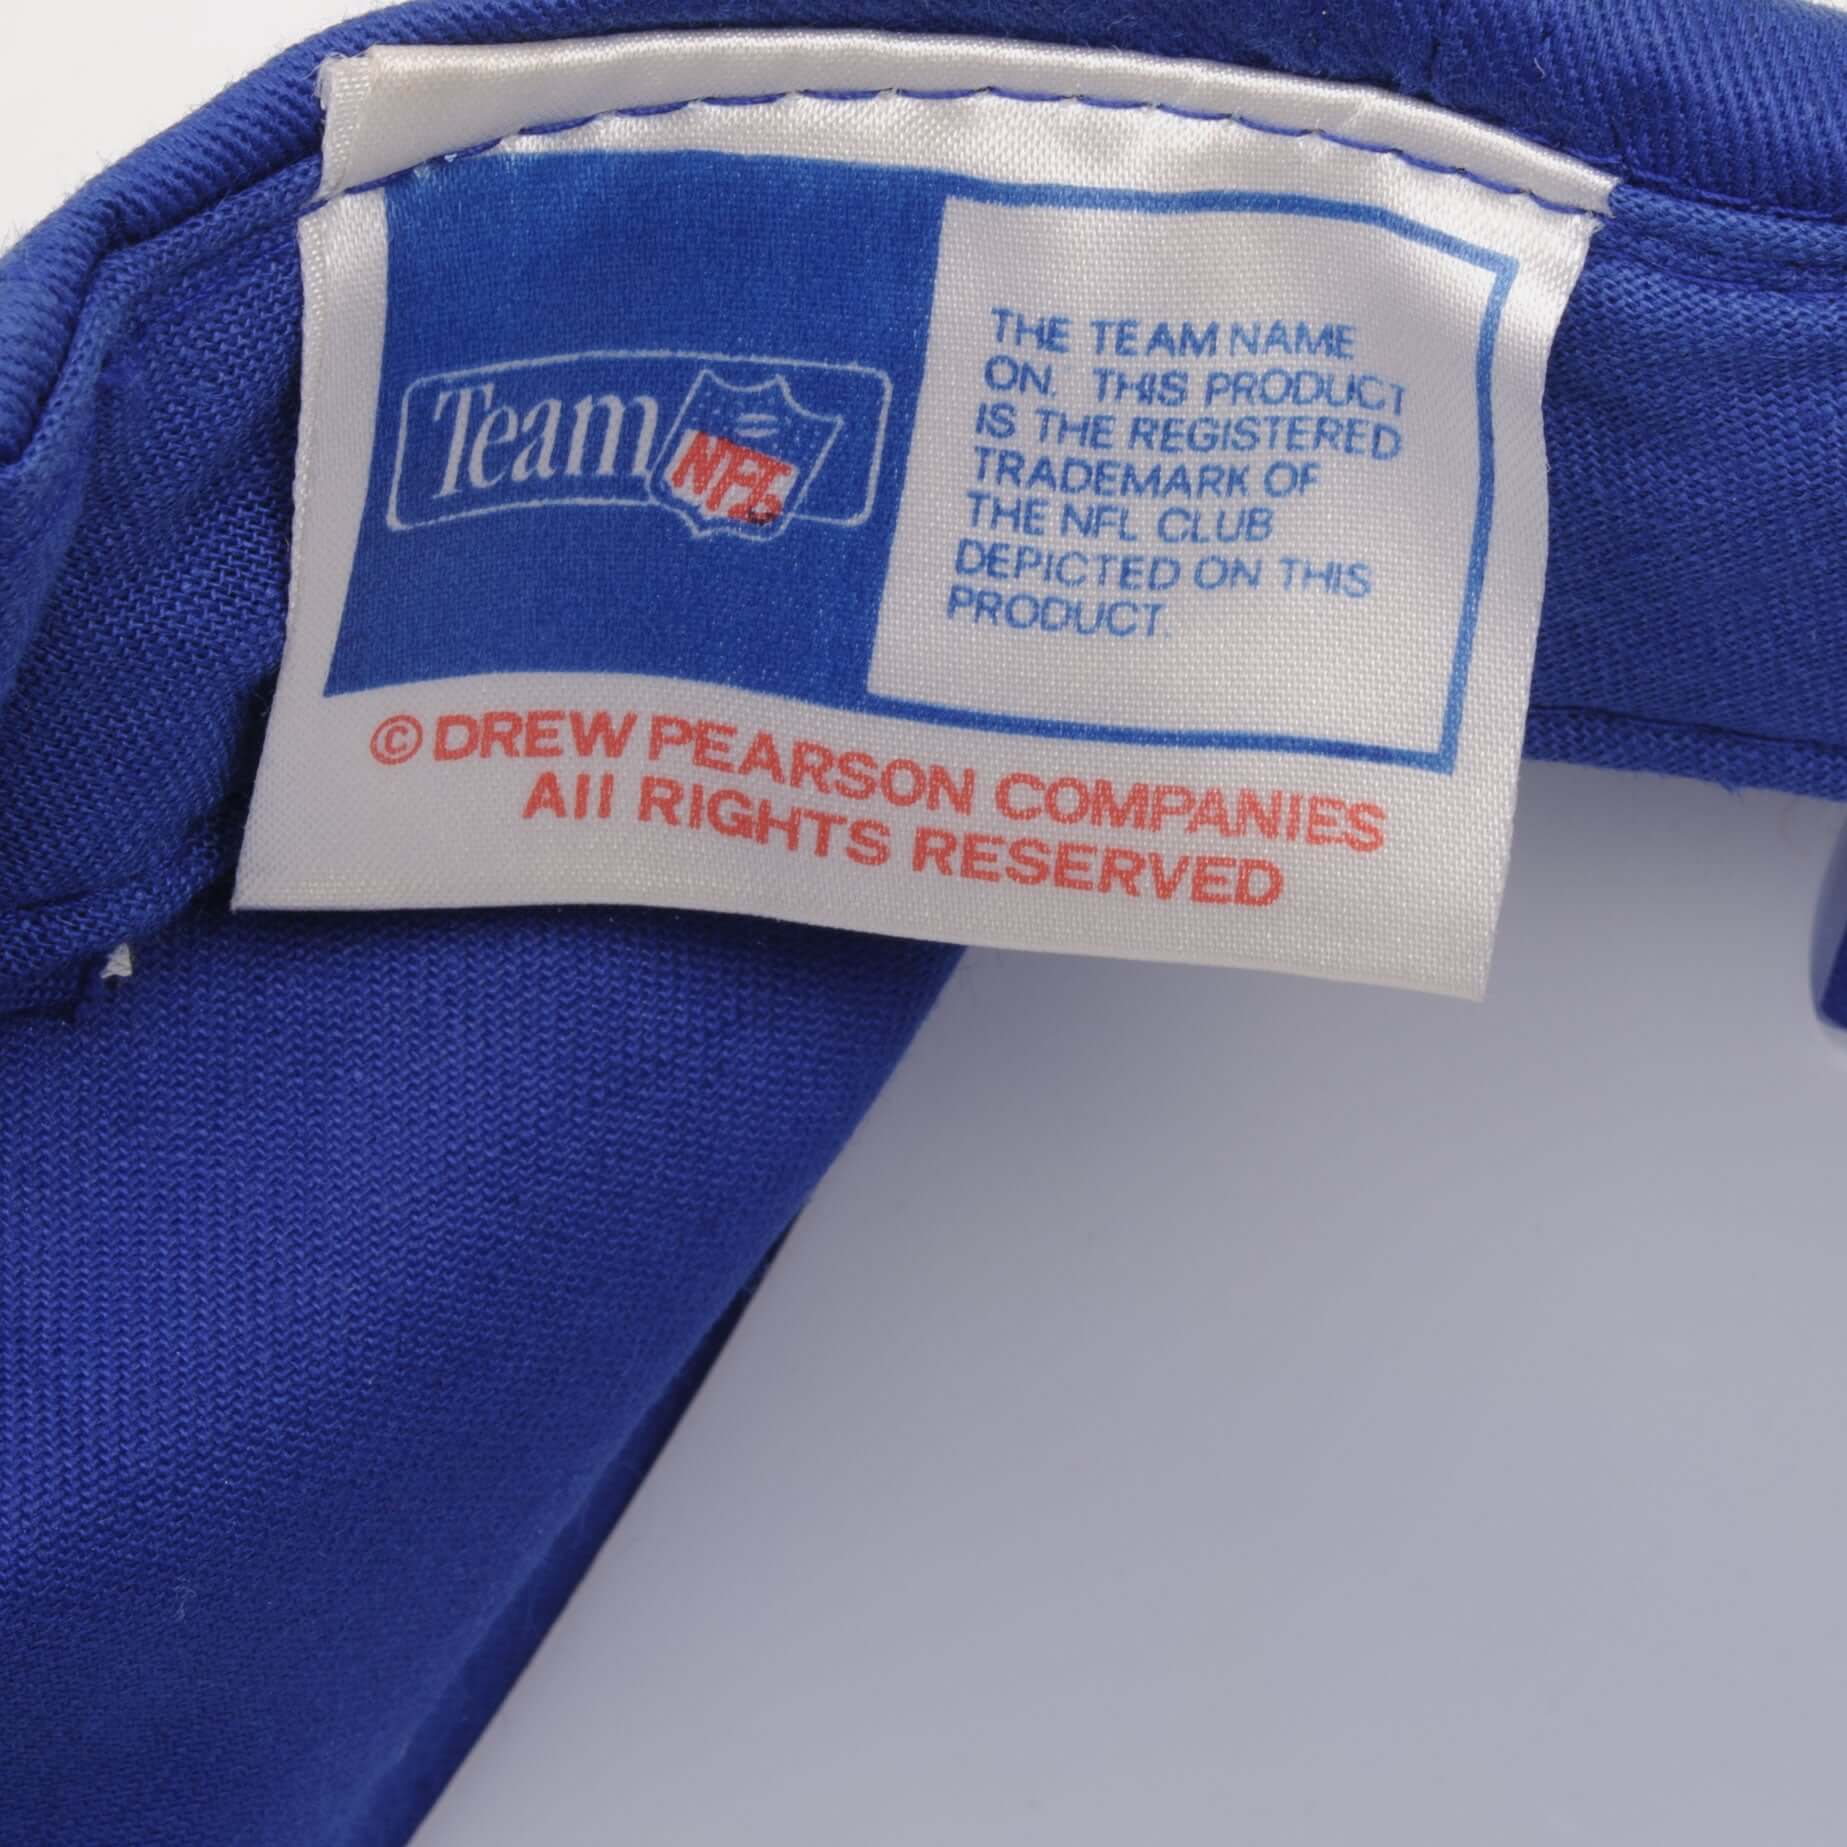 Team NFL
THE TEAM NAME
ON. THIS PRODUCT
IS THE REGISTERED
TRADEMARK OF
THE NFL CLUB
DEPICTED ON THIS
PRODUCT.
© DREW PEARSON COMPANIES
All RIGHTS RESERVED